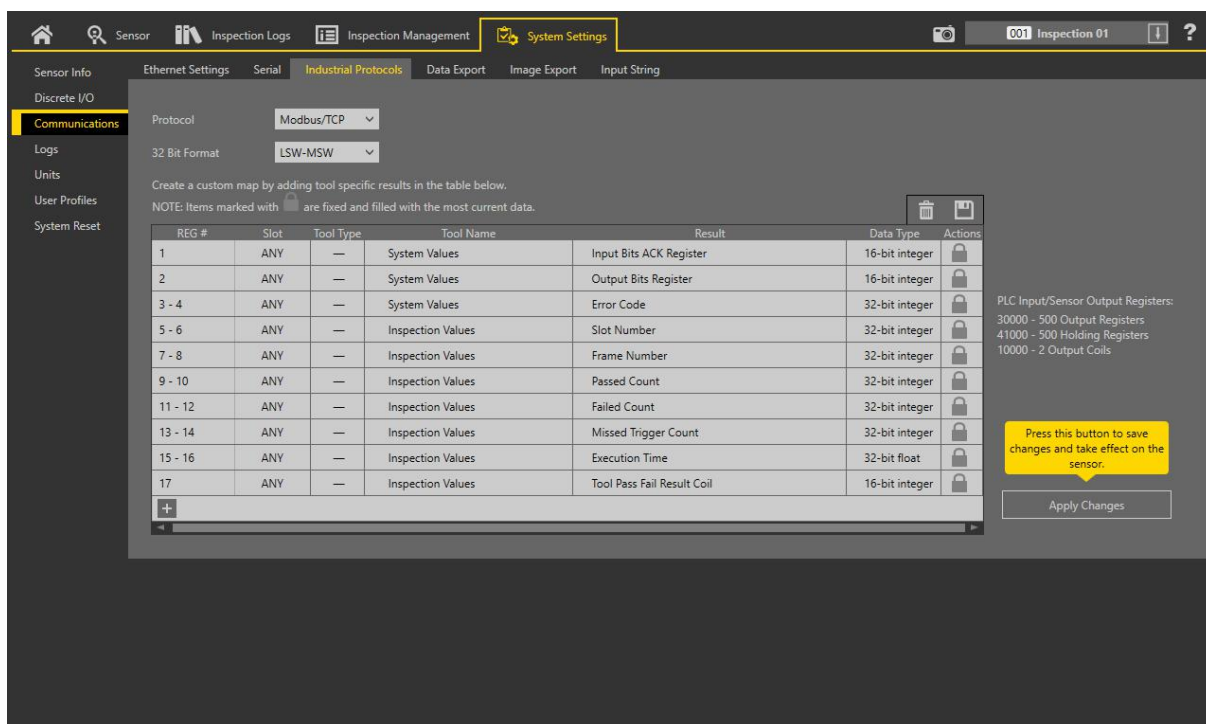 Sensor Inspection Logs Inspection Management System Settings 001 Inspection 01 ?
Sensor Info
Discrete I/O
Communications
Logs
Units
User Profiles
System Reset
Ethernet Settings Serial Industrial Protocols Data Export Image Export Input String
Protocol Modbus/TCP
32 Bit Format LSW-MSW
Create a custom map by adding tool specific results in the table below.
NOTE: Items marked with are fixed and filled with the most current data.
REG # Slot Tool Type Tool Name Result Data Type Actions
1 ANY — System Values Input Bits ACK Register 16-bit integer
2 ANY — System Values Output Bits Register 16-bit integer
3 - 4 ANY — System Values Error Code 32-bit integer
5 - 6 ANY — Inspection Values Slot Number 32-bit integer
7 - 8 ANY — Inspection Values Frame Number 32-bit integer
9 - 10 ANY — Inspection Values Passed Count 32-bit integer
11 - 12 ANY — Inspection Values Failed Count 32-bit integer
13 - 14 ANY — Inspection Values Missed Trigger Count 32-bit integer
15 - 16 ANY — Inspection Values Execution Time 32-bit float
17 ANY — Inspection Values Tool Pass Fail Result Coil 16-bit integer
+
PLC Input/Sensor Output Registers:
30000 - 500 Output Registers
41000 - 500 Holding Registers
10000 - 2 Output Coils
Press this button to save
changes and take effect on the
sensor.
Apply Changes